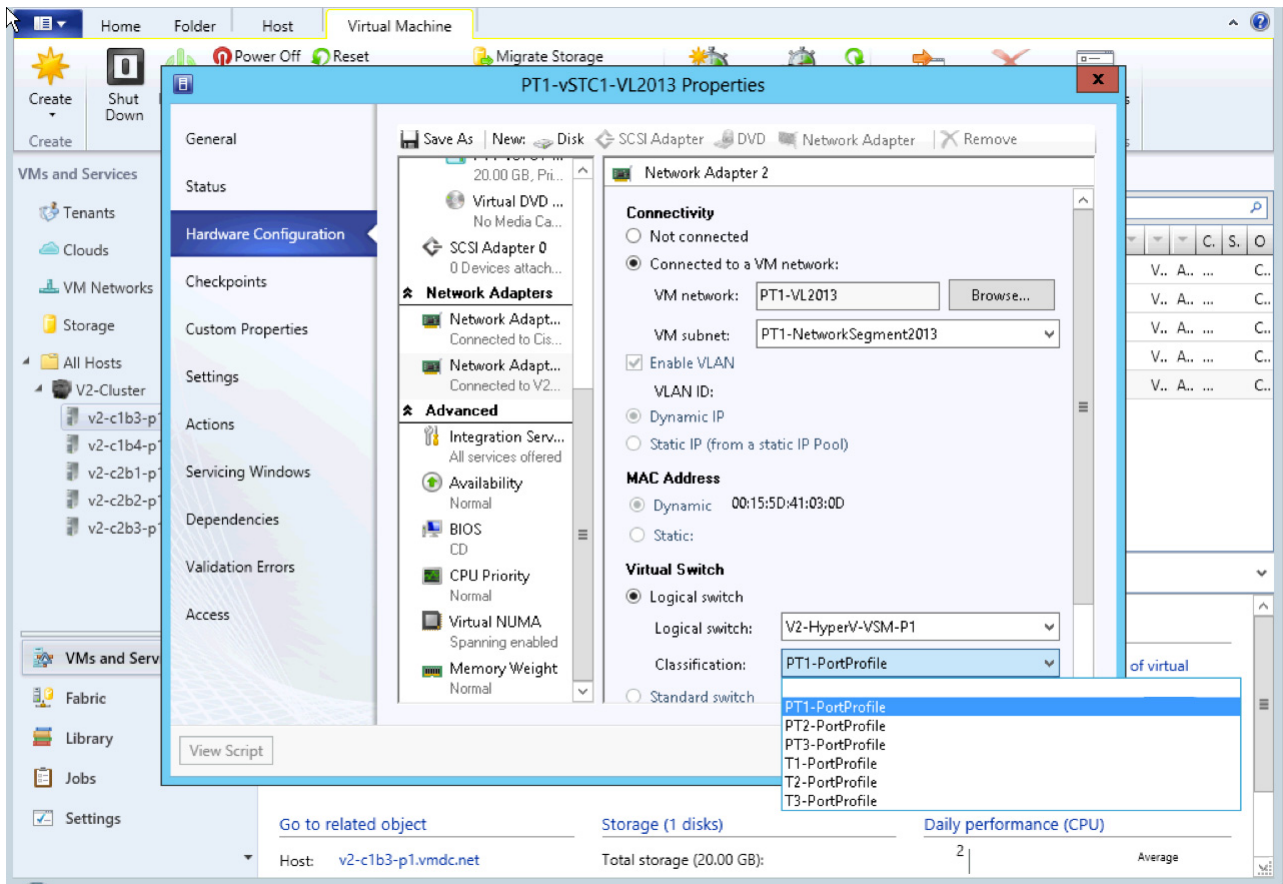 Home Folder Host Virtual Machine
Power Off Reset Migrate Storage
Create Shut Down
Create
PT1-vSTC1-VL2013 Properties
x
VMs and Services
Tenants
Clouds
VM Networks
Storage
All Hosts
V2-Cluster
v2-c1b3-p1
v2-c1b4-p1
v2-c2b1-p1
v2-c2b2-p1
v2-c2b3-p1
VMs and Serv
Fabric
Library
Jobs
Settings
General
Status
Hardware Configuration
Checkpoints
Custom Properties
Settings
Actions
Servicing Windows
Dependencies
Validation Errors
Access
View Script
Save As New: Disk SCSI Adapter DVD Network Adapter Remove
20.00 GB, Pri...
Virtual DVD ...
No Media Ca...
SCSI Adapter 0
0 Devices attach...
Network Adapters
Network Adapt...
Connected to Cis...
Network Adapt...
Connected to V2...
Advanced
Integration Serv...
All services offered
Availability
Normal
BIOS
CD
CPU Priority
Normal
Virtual NUMA
Spanning enabled
Memory Weight
Normal
Network Adapter 2
Connectivity
Not connected
Connected to a VM network:
VM network: PT1-VL2013 Browse...
VM subnet: PT1-NetworkSegment2013
Enable VLAN
VLAN ID:
Dynamic IP
Static IP (from a static IP Pool)
MAC Address
Dynamic 00:15:5D:41:03:0D
Static:
Virtual Switch
Logical switch
Logical switch: V2-HyperV-VSM-P1
Classification: PT1-PortProfile
Standard switch
PT1-PortProfile
PT2-PortProfile
PT3-PortProfile
T1-PortProfile
T2-PortProfile
T3-PortProfile
C. S. O
V.. A.. ... C..
V.. A.. ... C..
V.. A.. ... C..
V.. A.. ... C..
V.. A.. ... C..
of virtual
Go to related object Storage (1 disks) Daily performance (CPU)
Host: v2-c1b3-p1.vmdc.net Total storage (20.00 GB): 2 Average